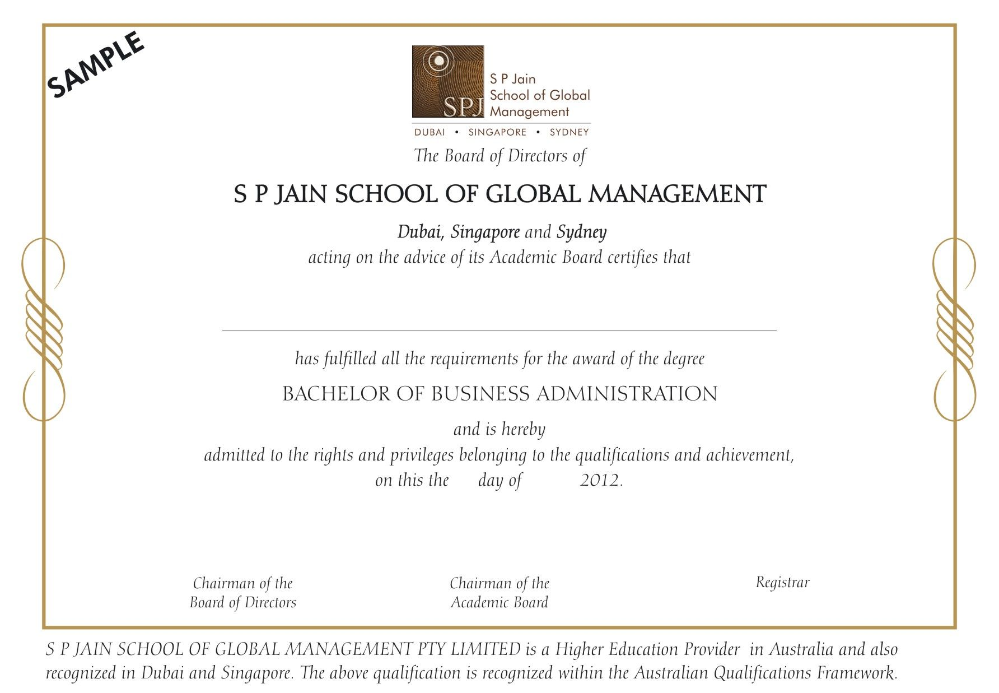 SAMPLE
SPJ
S P Jain
School of Global
Management
DUBAI • SINGAPORE • SYDNEY
The Board of Directors of
S P JAIN SCHOOL OF GLOBAL MANAGEMENT
Dubai, Singapore and Sydney
acting on the advice of its Academic Board certifies that
has fulfilled all the requirements for the award of the degree
BACHELOR OF BUSINESS ADMINISTRATION
and is hereby
admitted to the rights and privileges belonging to the qualifications and achievement,
on this the day of 2012.
Chairman of the
Board of Directors
Chairman of the
Academic Board
Registrar
S P JAIN SCHOOL OF GLOBAL MANAGEMENT PTY LIMITED is a Higher Education Provider in Australia and also
recognized in Dubai and Singapore. The above qualification is recognized within the Australian Qualifications Framework.